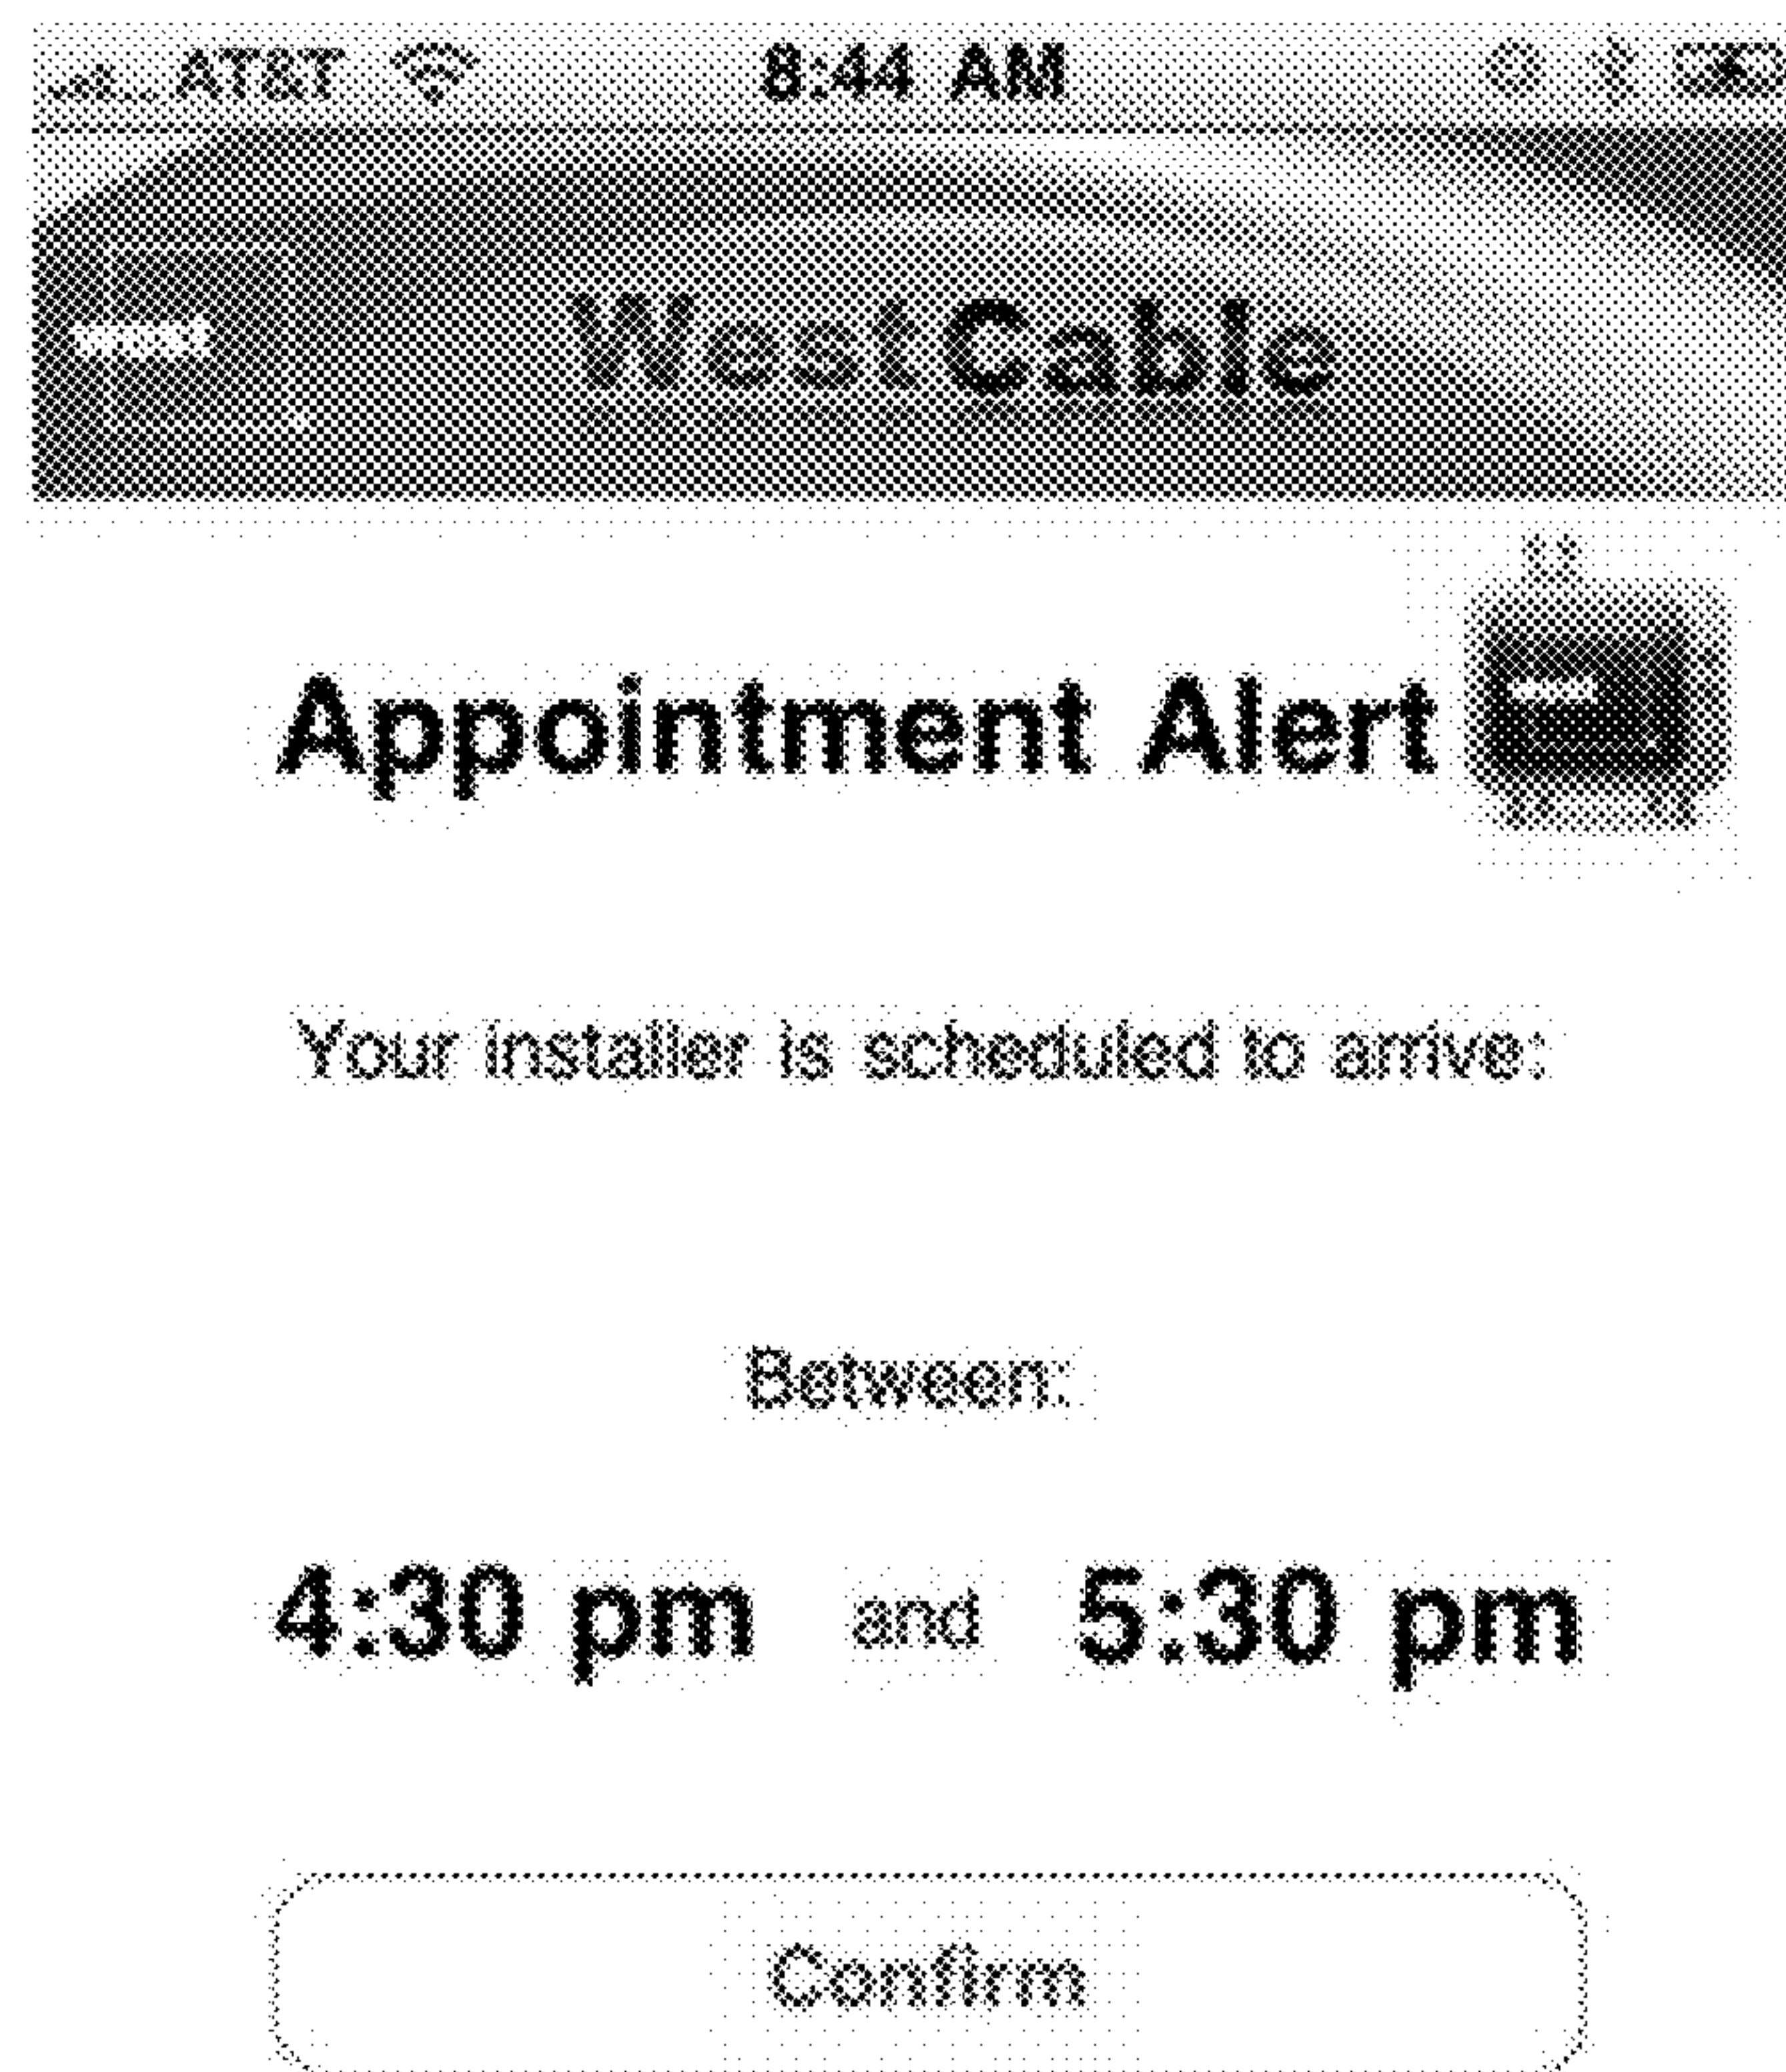 AT&T 8:44 AM
WestCable
Appointment Alert
Your installer is scheduled to arrive:
Between:
4:30 pm and 5:30 pm
Confirm